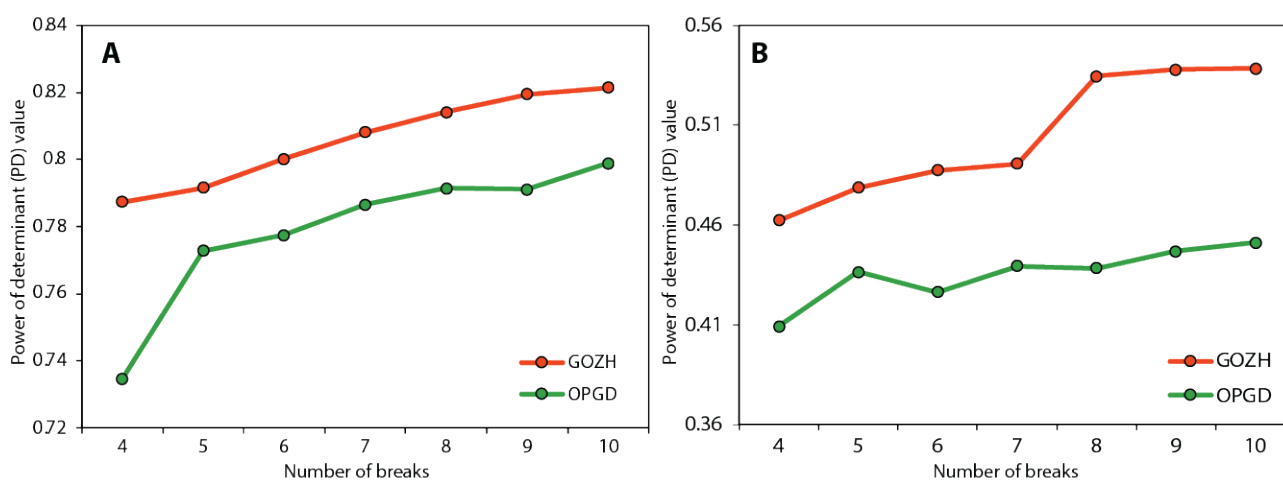 A
Power of determinant (PD) value
0.84
0.82
0.8
0.78
0.76
0.74
0.72
4 5 6 7 8 9 10
Number of breaks
GOZH
OPGD
B
Power of determinant (PD) value
0.56
0.51
0.46
0.41
0.36
4 5 6 7 8 9 10
Number of breaks
GOZH
OPGD